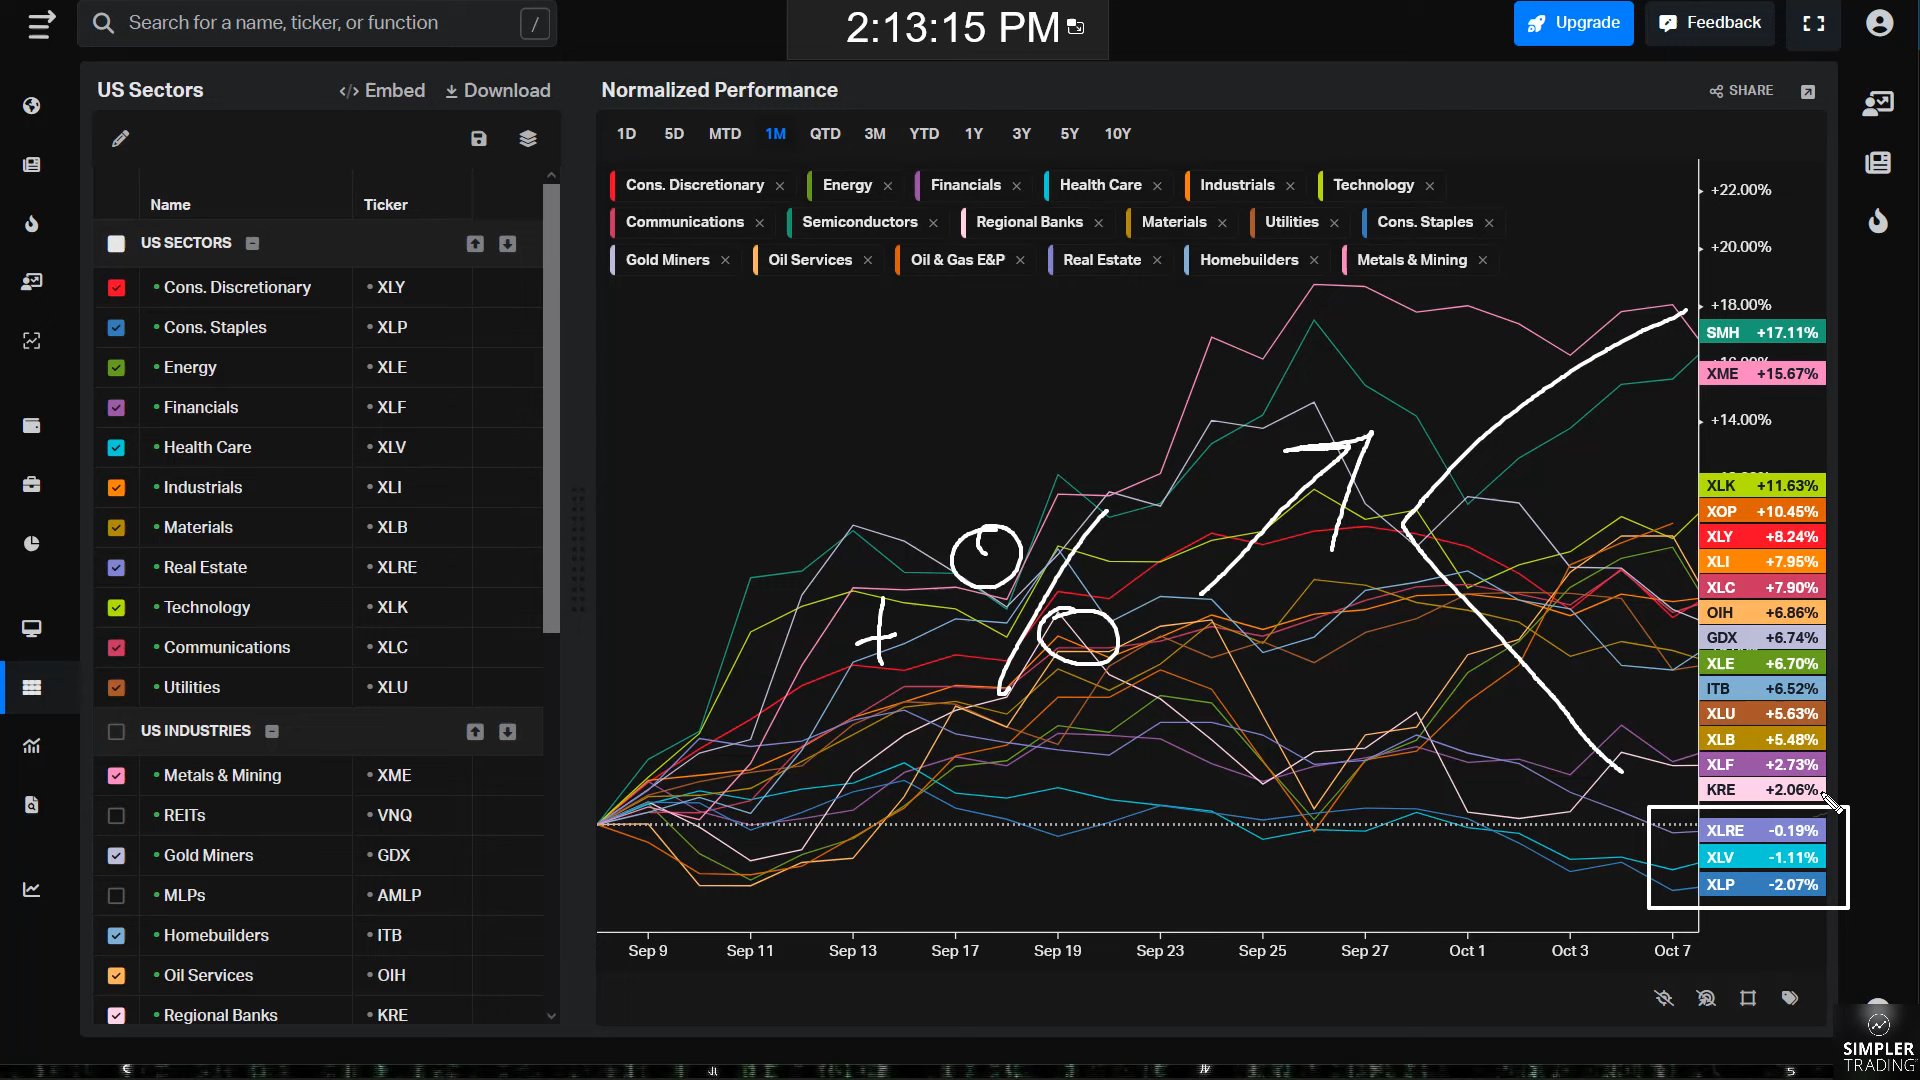 Search for a name, ticker, or function /
2:13:15 PM
Upgrade
Feedback
US Sectors
Embed
Download
Name Ticker
US SECTORS
Cons. Discretionary XLY
Cons. Staples XLP
Energy XLE
Financials XLF
Health Care XLV
Industrials XLI
Materials XLB
Real Estate XLRE
Technology XLK
Communications XLC
Utilities XLU
US INDUSTRIES
Metals & Mining XME
REITs VNQ
Gold Miners GDX
MLPs AMLP
Homebuilders ITB
Oil Services OIH
Regional Banks KRE
Normalized Performance
SHARE
1D 5D MTD 1M QTD 3M YTD 1Y 3Y 5Y 10Y
Cons. Discretionary Energy Financials Health Care Industrials Technology
Communications Semiconductors Regional Banks Materials Utilities Cons. Staples
Gold Miners Oil Services Oil & Gas E&P Real Estate Homebuilders Metals & Mining
+22.00%
+20.00%
+18.00%
SMH +17.11%
XME +15.67%
+14.00%
XLK +11.63%
XOP +10.45%
XLY +8.24%
XLI +7.95%
XLC +7.90%
OIH +6.86%
GDX +6.74%
XLE +6.70%
ITB +6.52%
XLU +5.63%
XLB +5.48%
XLF +2.73%
KRE +2.06%
XLRE -0.19%
XLV -1.11%
XLP -2.07%
Sep 9 Sep 11 Sep 13 Sep 17 Sep 19 Sep 23 Sep 25 Sep 27 Oct 1 Oct 3 Oct 7
SIMPLER
TRADING